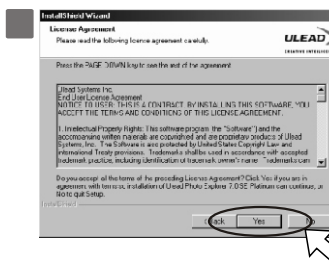 InstallShield Wizard
License Agreement
Please read the following license agreement carefully.
ULEAD
Press the PAGE DOWN key to see the rest of the agreement.
Ulead Systems Inc.
End User License Agreement
NOTICE TO USER: THIS IS A CONTRACT. BY INSTALLING THIS SOFTWARE, YOU
ACCEPT THE TERMS AND CONDITIONS OF THIS LICENSE AGREEMENT.
1. Intellectual Property Rights: This software program (the "Software") and the
accompanying written materials are copyrighted and are proprietary products of Ulead
Systems, Inc. The Software is also protected by United States Copyright Law and
international Treaty provisions. Trademarks shall be used in accordance with accepted
trademark practice, including identification of trademark owner's name. Trademarks can
Do you accept all the terms of the preceding License Agreement? Click Yes if you are in
agreement with terms so installation of Ulead Photo Explorer 7.0 SE Platinum can continue, or
No to quit Setup.
InstallShield
Yes No